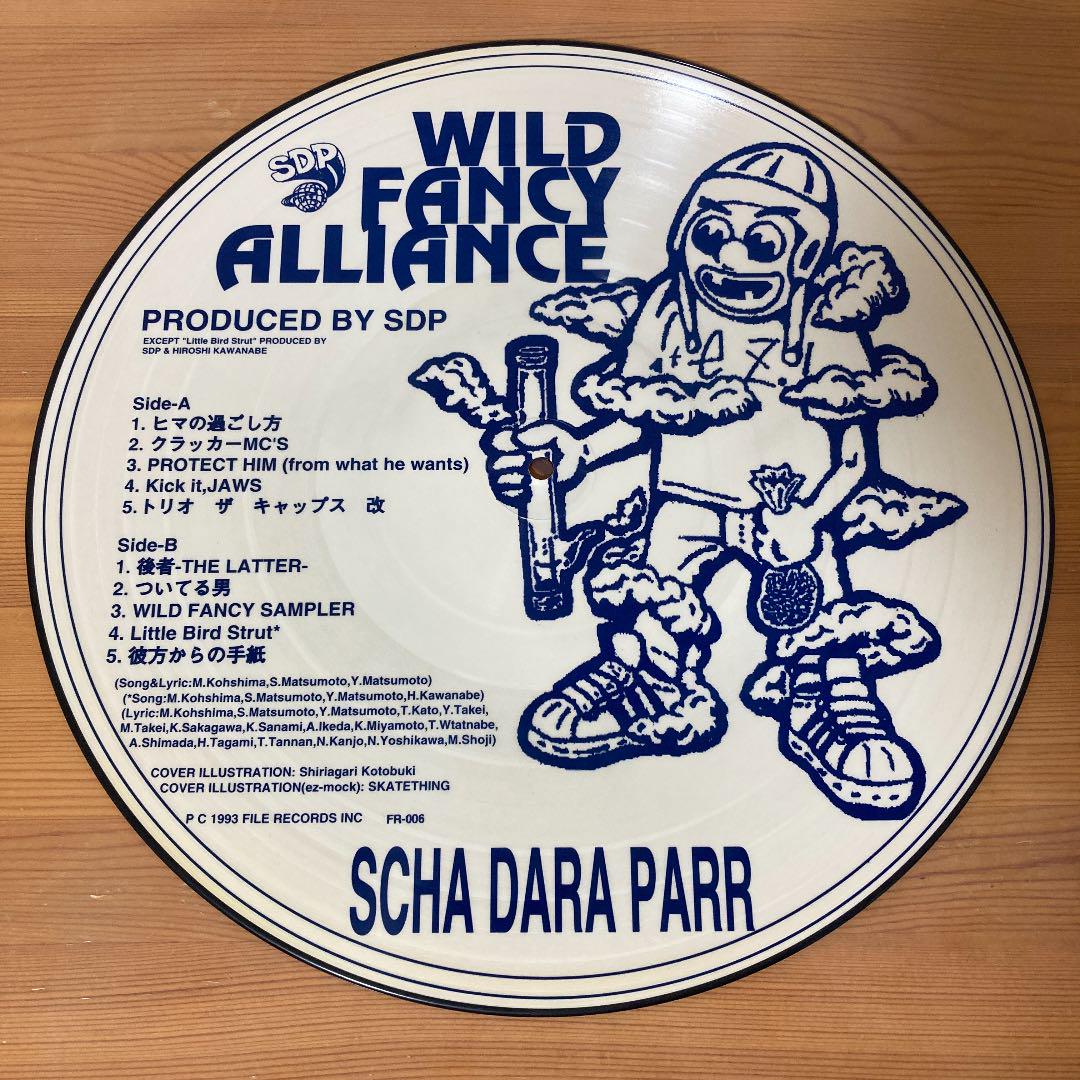 SDP
WILD
FANCY
ALLIANCE
PRODUCED BY SDP
EXCEPT "Little Bird Strut" PRODUCED BY
SDP & HIROSHI KAWANABE
Side-A
1. ヒマの過ごし方
2. クラッカーMC'S
3. PROTECT HIM (from what he wants)
4. Kick it,JAWS
5.トリオ　ザ　キャップス　改
Side-B
1. 後者-THE LATTER-
2. ついてる男
3. WILD FANCY SAMPLER
4. Little Bird Strut*
5. 彼方からの手紙
(Song&Lyric:M.Kohshima,S.Matsumoto,Y.Matsumoto)
(*Song:M.Kohshima,S.Matsumoto,Y.Matsumoto,H.Kawanabe)
(Lyric:M.Kohshima,S.Matsumoto,Y.Matsumoto,T.Kato,Y.Takei,
M.Takei,K.Sakagawa,K.Sanami,A.Ikeda,K.Miyamoto,T.Wtatnabe,
A.Shimada,H.Tagami,T.Tannan,N.Kanjo,N.Yoshikawa,M.Shoji)
COVER ILLUSTRATION: Shiriagari Kotobuki
COVER ILLUSTRATION(ez-mock): SKATETHING
P C 1993 FILE RECORDS INC FR-006
SCHA DARA PARR